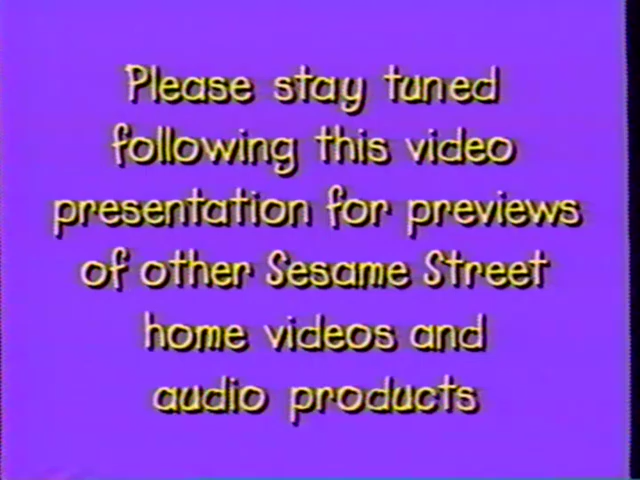 Please stay tuned
following this video
presentation for previews
of other Sesame Street
home videos and
audio products